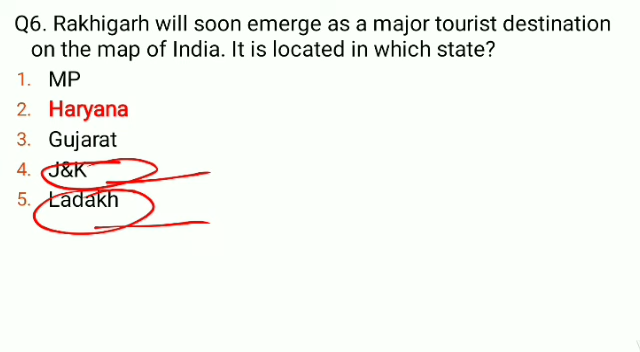 Q6. Rakhigarh will soon emerge as a major tourist destination
on the map of India. It is located in which state?
1. MP
2. Haryana
3. Gujarat
4. J&K
5. Ladakh